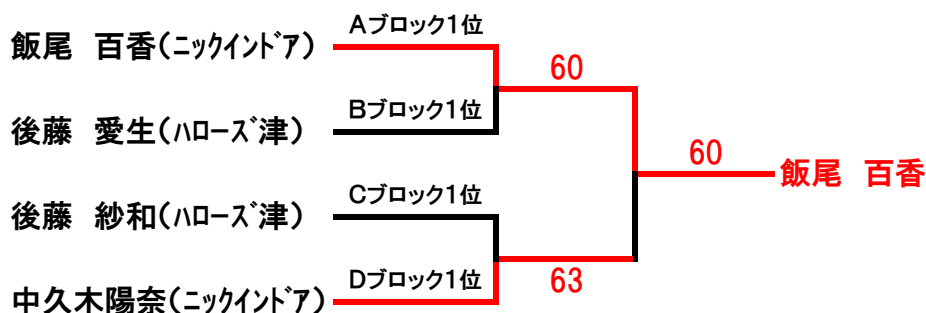 飯尾　百香(ﾆｯｸｲﾝﾄﾞｱ)
Aブロック1位
60
後藤　愛生(ﾊﾛｰｽﾞ津)
Bブロック1位
60
飯尾　百香
後藤　紗和(ﾊﾛｰｽﾞ津)
Cブロック1位
63
中久木陽奈(ﾆｯｸｲﾝﾄﾞｱ)
Dブロック1位